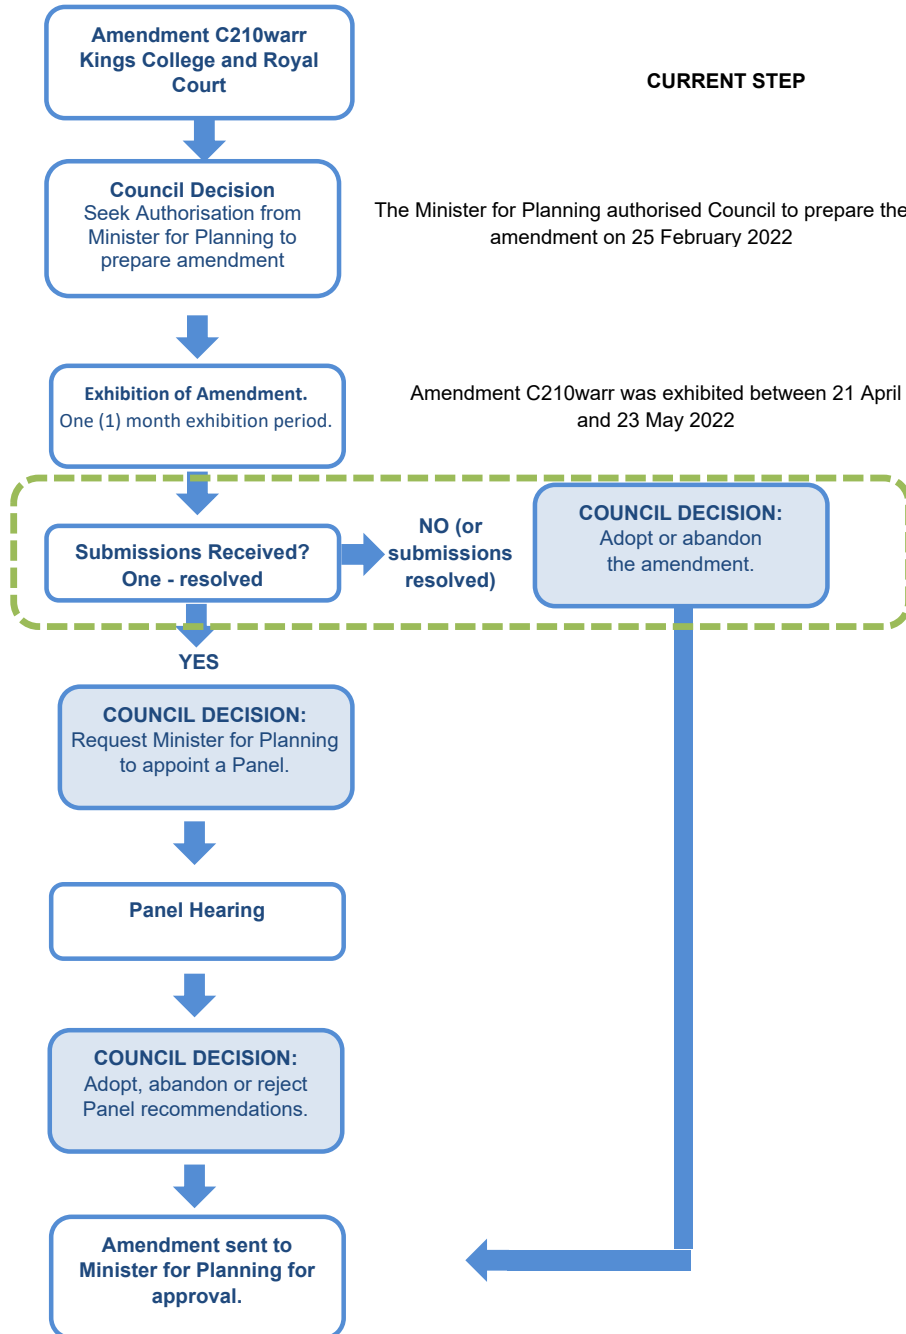 Amendment C210warr
Kings College and Royal
Court
CURRENT STEP
Council Decision
Seek Authorisation from
Minister for Planning to
prepare amendment
The Minister for Planning authorised Council to prepare the
amendment on 25 February 2022
Exhibition of Amendment.
One (1) month exhibition period.
Amendment C210warr was exhibited between 21 April
and 23 May 2022
Submissions Received?
One - resolved
NO (or
submissions
resolved)
COUNCIL DECISION:
Adopt or abandon
the amendment.
YES
COUNCIL DECISION:
Request Minister for Planning
to appoint a Panel.
Panel Hearing
COUNCIL DECISION:
Adopt, abandon or reject
Panel recommendations.
Amendment sent to
Minister for Planning for
approval.